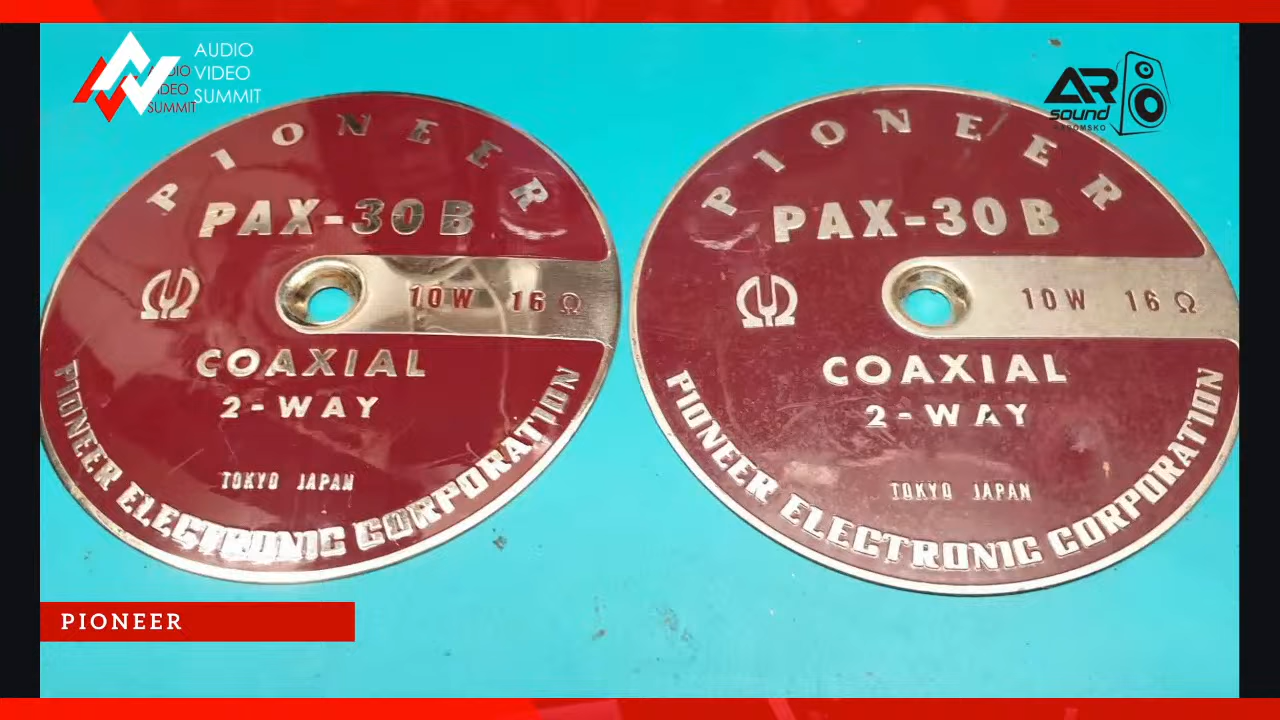 AUDIO
VIDEO
SUMMIT
AR
sound
PIONEER
PAX-30B
10W 16Ω
COAXIAL
2-WAY
TOKYO JAPAN
PIONEER ELECTRONIC CORPORATION
PIONEER
PAX-30B
10W 16Ω
COAXIAL
2-WAY
TOKYO JAPAN
PIONEER ELECTRONIC CORPORATION
PIONEER